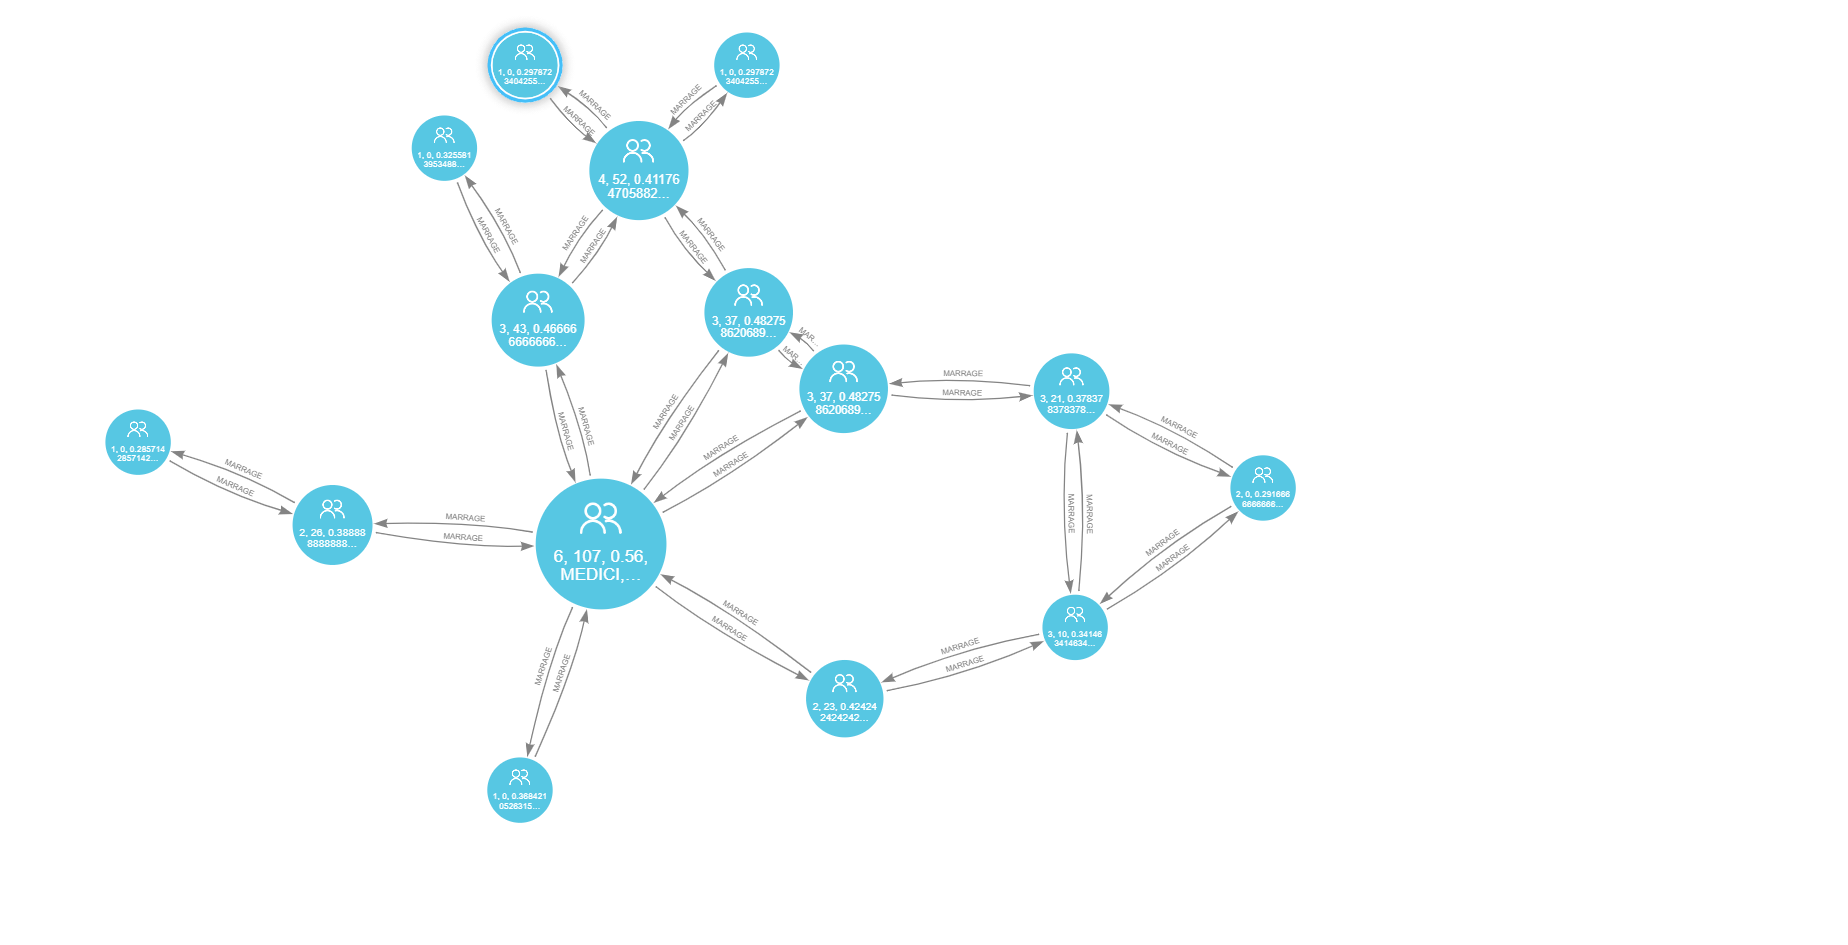 1, 0, 0.297872
3404255...
1, 0, 0.297872
3404255...
MARRAGE
MARRAGE
MARRAGE
MARRAGE
1, 0, 0.325581
3953488...
4, 52, 0.41176
4705882...
MARRAGE
MARRAGE
MARRAGE
MARRAGE
MARRAGE
MARRAGE
3, 43, 0.46666
6666666...
3, 37, 0.48275
8620689...
MAR...
MAR...
3, 37, 0.48275
8620689...
MARRAGE
MARRAGE
3, 21, 0.37837
8378378...
MARRAGE
MARRAGE
MARRAGE
MARRAGE
MARRAGE
MARRAGE
MARRAGE
MARRAGE
1, 0, 0.285714
2857142...
MARRAGE
MARRAGE
2, 26, 0.38888
8888888...
MARRAGE
MARRAGE
6, 107, 0.56,
MEDICI,...
2, 0, 0.291666
6666666...
MARRAGE
MARRAGE
MARRAGE
MARRAGE
MARRAGE
MARRAGE
3, 10, 0.34146
3414634...
MARRAGE
MARRAGE
2, 23, 0.42424
2424242...
MARRAGE
MARRAGE
1, 0, 0.368421
0526315...